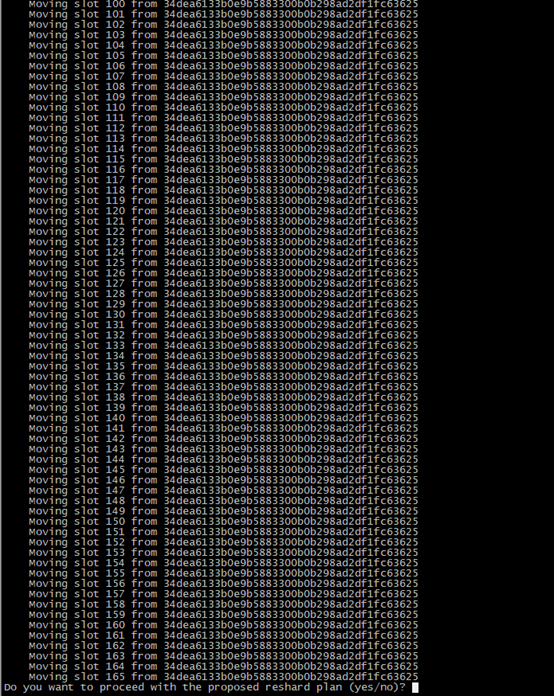 Moving slot 100 from 34dea6133b0e9b5883300b0b298ad2df1fc63625
Moving slot 101 from 34dea6133b0e9b5883300b0b298ad2df1fc63625
Moving slot 102 from 34dea6133b0e9b5883300b0b298ad2df1fc63625
Moving slot 103 from 34dea6133b0e9b5883300b0b298ad2df1fc63625
Moving slot 104 from 34dea6133b0e9b5883300b0b298ad2df1fc63625
Moving slot 105 from 34dea6133b0e9b5883300b0b298ad2df1fc63625
Moving slot 106 from 34dea6133b0e9b5883300b0b298ad2df1fc63625
Moving slot 107 from 34dea6133b0e9b5883300b0b298ad2df1fc63625
Moving slot 108 from 34dea6133b0e9b5883300b0b298ad2df1fc63625
Moving slot 109 from 34dea6133b0e9b5883300b0b298ad2df1fc63625
Moving slot 110 from 34dea6133b0e9b5883300b0b298ad2df1fc63625
Moving slot 111 from 34dea6133b0e9b5883300b0b298ad2df1fc63625
Moving slot 112 from 34dea6133b0e9b5883300b0b298ad2df1fc63625
Moving slot 113 from 34dea6133b0e9b5883300b0b298ad2df1fc63625
Moving slot 114 from 34dea6133b0e9b5883300b0b298ad2df1fc63625
Moving slot 115 from 34dea6133b0e9b5883300b0b298ad2df1fc63625
Moving slot 116 from 34dea6133b0e9b5883300b0b298ad2df1fc63625
Moving slot 117 from 34dea6133b0e9b5883300b0b298ad2df1fc63625
Moving slot 118 from 34dea6133b0e9b5883300b0b298ad2df1fc63625
Moving slot 119 from 34dea6133b0e9b5883300b0b298ad2df1fc63625
Moving slot 120 from 34dea6133b0e9b5883300b0b298ad2df1fc63625
Moving slot 121 from 34dea6133b0e9b5883300b0b298ad2df1fc63625
Moving slot 122 from 34dea6133b0e9b5883300b0b298ad2df1fc63625
Moving slot 123 from 34dea6133b0e9b5883300b0b298ad2df1fc63625
Moving slot 124 from 34dea6133b0e9b5883300b0b298ad2df1fc63625
Moving slot 125 from 34dea6133b0e9b5883300b0b298ad2df1fc63625
Moving slot 126 from 34dea6133b0e9b5883300b0b298ad2df1fc63625
Moving slot 127 from 34dea6133b0e9b5883300b0b298ad2df1fc63625
Moving slot 128 from 34dea6133b0e9b5883300b0b298ad2df1fc63625
Moving slot 129 from 34dea6133b0e9b5883300b0b298ad2df1fc63625
Moving slot 130 from 34dea6133b0e9b5883300b0b298ad2df1fc63625
Moving slot 131 from 34dea6133b0e9b5883300b0b298ad2df1fc63625
Moving slot 132 from 34dea6133b0e9b5883300b0b298ad2df1fc63625
Moving slot 133 from 34dea6133b0e9b5883300b0b298ad2df1fc63625
Moving slot 134 from 34dea6133b0e9b5883300b0b298ad2df1fc63625
Moving slot 135 from 34dea6133b0e9b5883300b0b298ad2df1fc63625
Moving slot 136 from 34dea6133b0e9b5883300b0b298ad2df1fc63625
Moving slot 137 from 34dea6133b0e9b5883300b0b298ad2df1fc63625
Moving slot 138 from 34dea6133b0e9b5883300b0b298ad2df1fc63625
Moving slot 139 from 34dea6133b0e9b5883300b0b298ad2df1fc63625
Moving slot 140 from 34dea6133b0e9b5883300b0b298ad2df1fc63625
Moving slot 141 from 34dea6133b0e9b5883300b0b298ad2df1fc63625
Moving slot 142 from 34dea6133b0e9b5883300b0b298ad2df1fc63625
Moving slot 143 from 34dea6133b0e9b5883300b0b298ad2df1fc63625
Moving slot 144 from 34dea6133b0e9b5883300b0b298ad2df1fc63625
Moving slot 145 from 34dea6133b0e9b5883300b0b298ad2df1fc63625
Moving slot 146 from 34dea6133b0e9b5883300b0b298ad2df1fc63625
Moving slot 147 from 34dea6133b0e9b5883300b0b298ad2df1fc63625
Moving slot 148 from 34dea6133b0e9b5883300b0b298ad2df1fc63625
Moving slot 149 from 34dea6133b0e9b5883300b0b298ad2df1fc63625
Moving slot 150 from 34dea6133b0e9b5883300b0b298ad2df1fc63625
Moving slot 151 from 34dea6133b0e9b5883300b0b298ad2df1fc63625
Moving slot 152 from 34dea6133b0e9b5883300b0b298ad2df1fc63625
Moving slot 153 from 34dea6133b0e9b5883300b0b298ad2df1fc63625
Moving slot 154 from 34dea6133b0e9b5883300b0b298ad2df1fc63625
Moving slot 155 from 34dea6133b0e9b5883300b0b298ad2df1fc63625
Moving slot 156 from 34dea6133b0e9b5883300b0b298ad2df1fc63625
Moving slot 157 from 34dea6133b0e9b5883300b0b298ad2df1fc63625
Moving slot 158 from 34dea6133b0e9b5883300b0b298ad2df1fc63625
Moving slot 159 from 34dea6133b0e9b5883300b0b298ad2df1fc63625
Moving slot 160 from 34dea6133b0e9b5883300b0b298ad2df1fc63625
Moving slot 161 from 34dea6133b0e9b5883300b0b298ad2df1fc63625
Moving slot 162 from 34dea6133b0e9b5883300b0b298ad2df1fc63625
Moving slot 163 from 34dea6133b0e9b5883300b0b298ad2df1fc63625
Moving slot 164 from 34dea6133b0e9b5883300b0b298ad2df1fc63625
Moving slot 165 from 34dea6133b0e9b5883300b0b298ad2df1fc63625
Do you want to proceed with the proposed reshard plan (yes/no)?